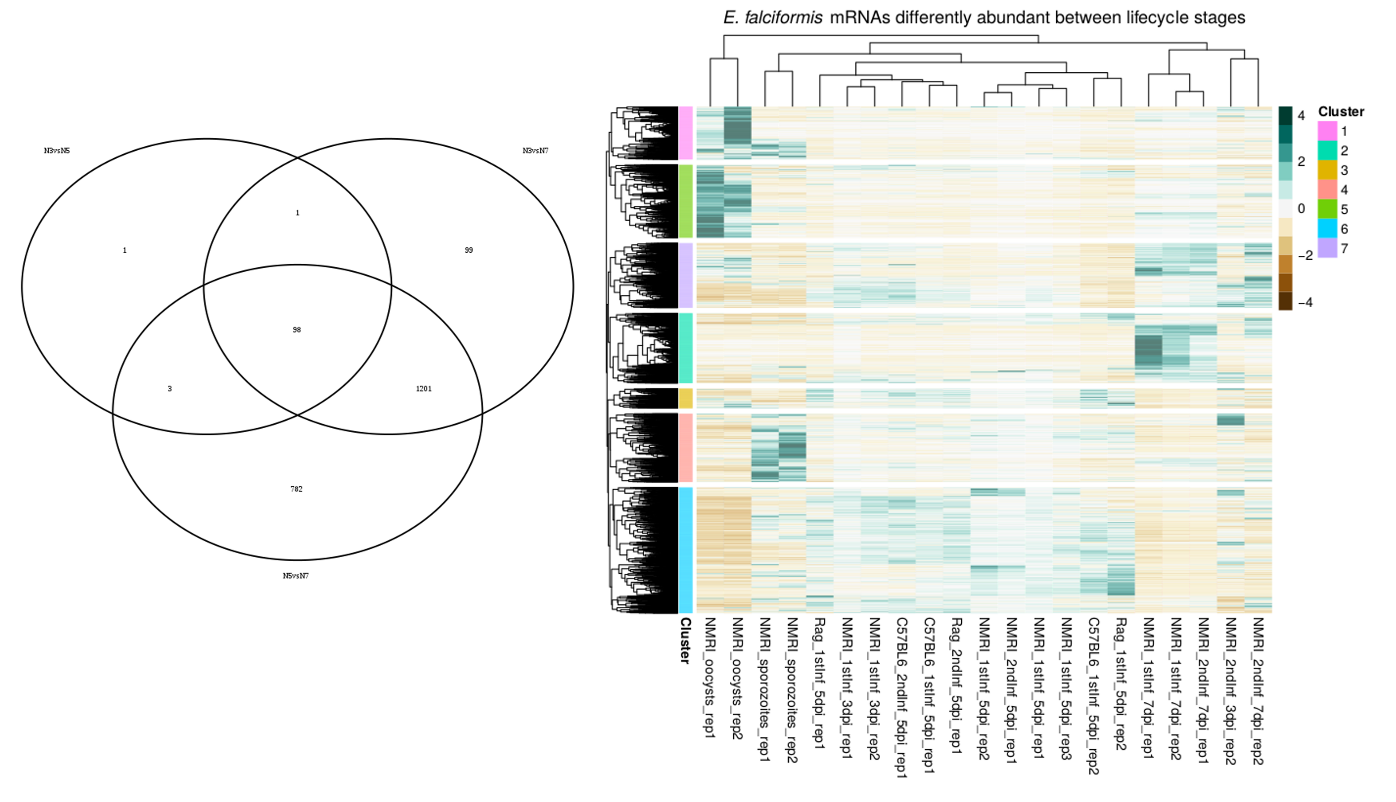 E. falciformis mRNAs differently abundant between lifecycle stages
N3vsN5
N3vsN7
1
1
99
98
3
1201
782
N5vsN7
4
2
0
−2
−4
Cluster
1
2
3
4
5
6
7
Cluster
NMRI_oocysts_rep1
NMRI_oocysts_rep2
NMRI_sporozoites_rep1
NMRI_sporozoites_rep2
Rag_1stInf_5dpi_rep1
NMRI_1stInf_3dpi_rep1
NMRI_1stInf_3dpi_rep2
C57BL6_2ndInf_5dpi_rep1
C57BL6_1stInf_5dpi_rep1
Rag_2ndInf_5dpi_rep1
NMRI_1stInf_5dpi_rep2
NMRI_2ndInf_5dpi_rep1
NMRI_1stInf_5dpi_rep1
NMRI_1stInf_5dpi_rep3
C57BL6_1stInf_5dpi_rep2
Rag_1stInf_5dpi_rep2
NMRI_1stInf_7dpi_rep1
NMRI_1stInf_7dpi_rep2
NMRI_2ndInf_7dpi_rep1
NMRI_2ndInf_3dpi_rep2
NMRI_2ndInf_7dpi_rep2